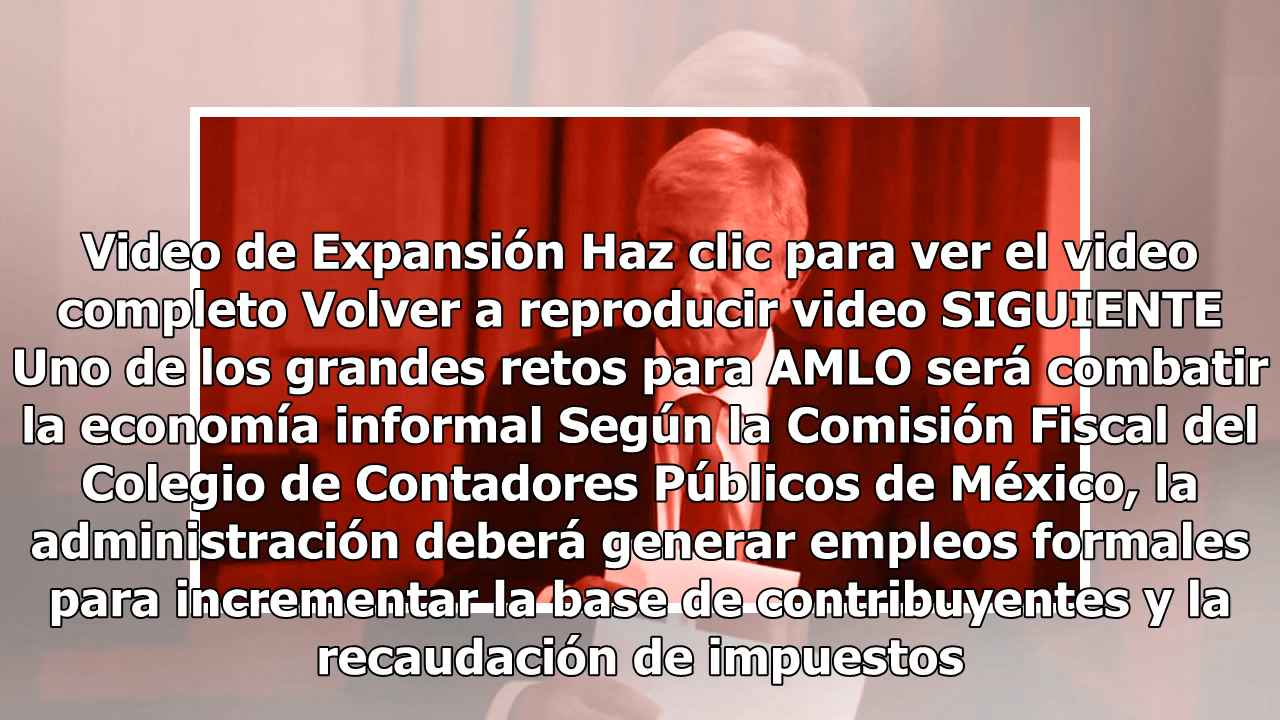 Video de Expansión Haz clic para ver el video
completo Volver a reproducir video SIGUIENTE
Uno de los grandes retos para AMLO será combatir
la economía informal Según la Comisión Fiscal del
Colegio de Contadores Públicos de México, la
administración deberá generar empleos formales
para incrementar la base de contribuyentes y la
recaudación de impuestos